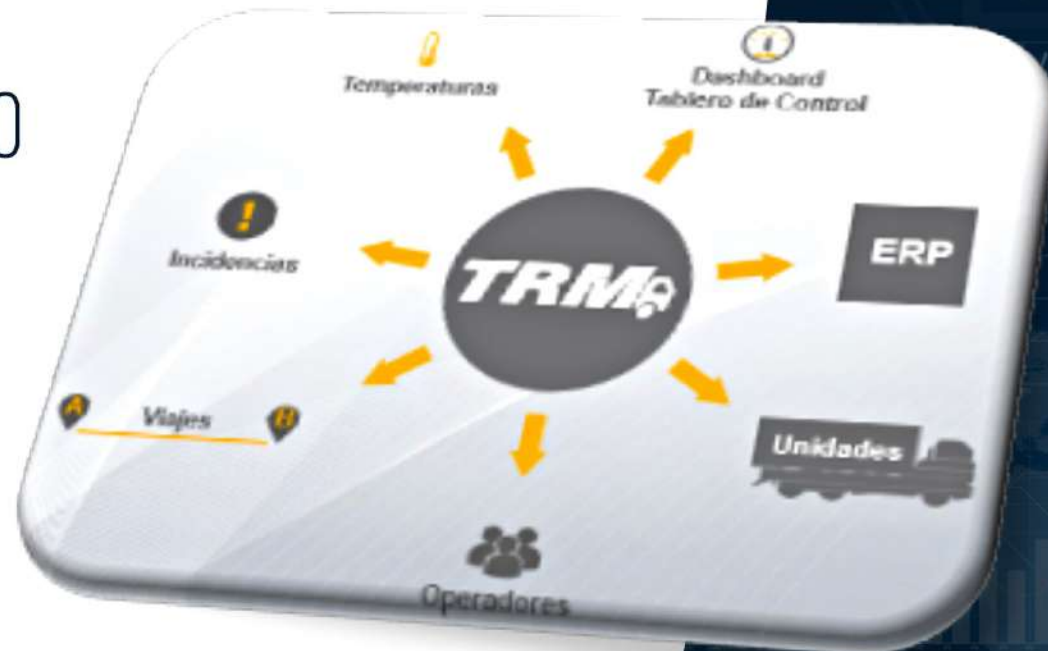 Temperaturas
Dashboard
Tablero de Control
Incidencias
TRM
ERP
A
Viajes
B
Unidades
Operadores